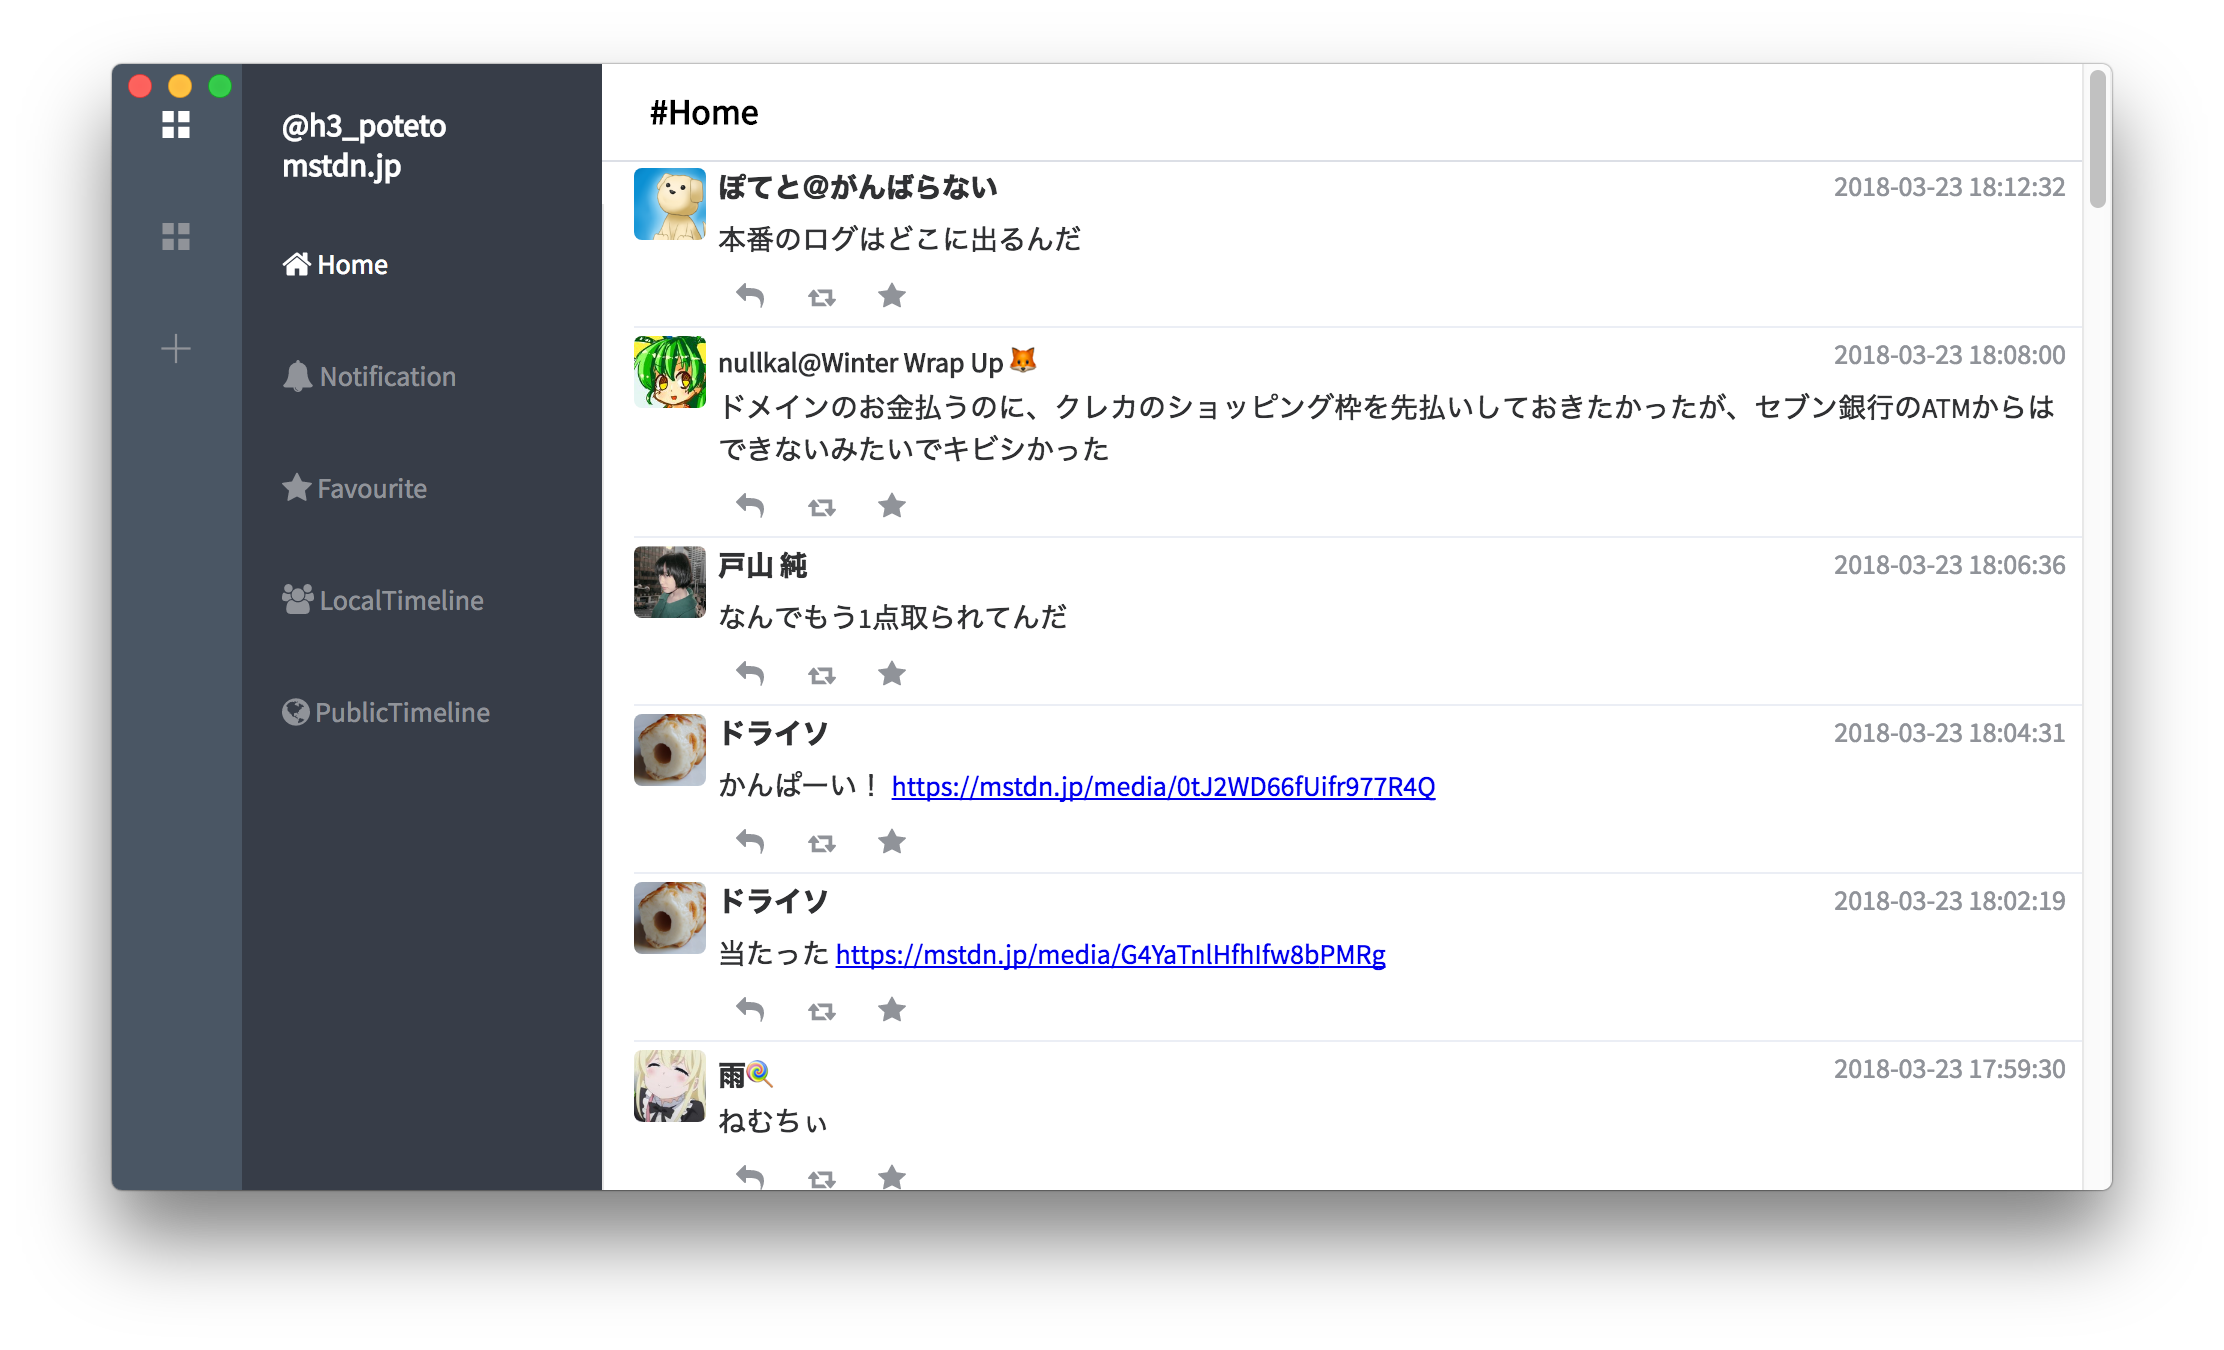 @h3_poteto
mstdn.jp
Home
Notification
Favourite
LocalTimeline
PublicTimeline
#Home
ぽてと@がんばらない 2018-03-23 18:12:32
本番のログはどこに出るんだ
nullkal@Winter Wrap Up 🦊 2018-03-23 18:08:00
ドメインのお金払うのに、クレカのショッピング枠を先払いしておきたかったが、セブン銀行のATMからは
できないみたいでキビシかった
戸山 純 2018-03-23 18:06:36
なんでもう1点取られてんだ
ドライソ 2018-03-23 18:04:31
かんぱーい！ https://mstdn.jp/media/0tJ2WD66fUifr977R4Q
ドライソ 2018-03-23 18:02:19
当たった https://mstdn.jp/media/G4YaTnlHfhIfw8bPMRg
雨🍭 2018-03-23 17:59:30
ねむちぃ